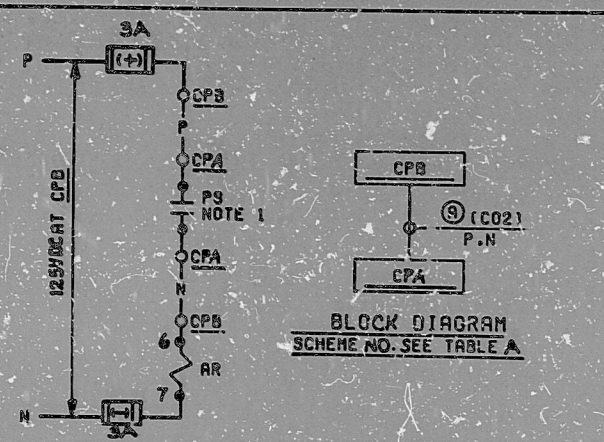 3A
P (+)
CPB
P
CPA
P9
NOTE 1
125VDC AT CPB
CPA
N
CPB
6
AR
7
N (-)
3A
CPB
9 (CO2)
P.N
CPA
BLOCK DIAGRAM
SCHEME NO. SEE TABLE A